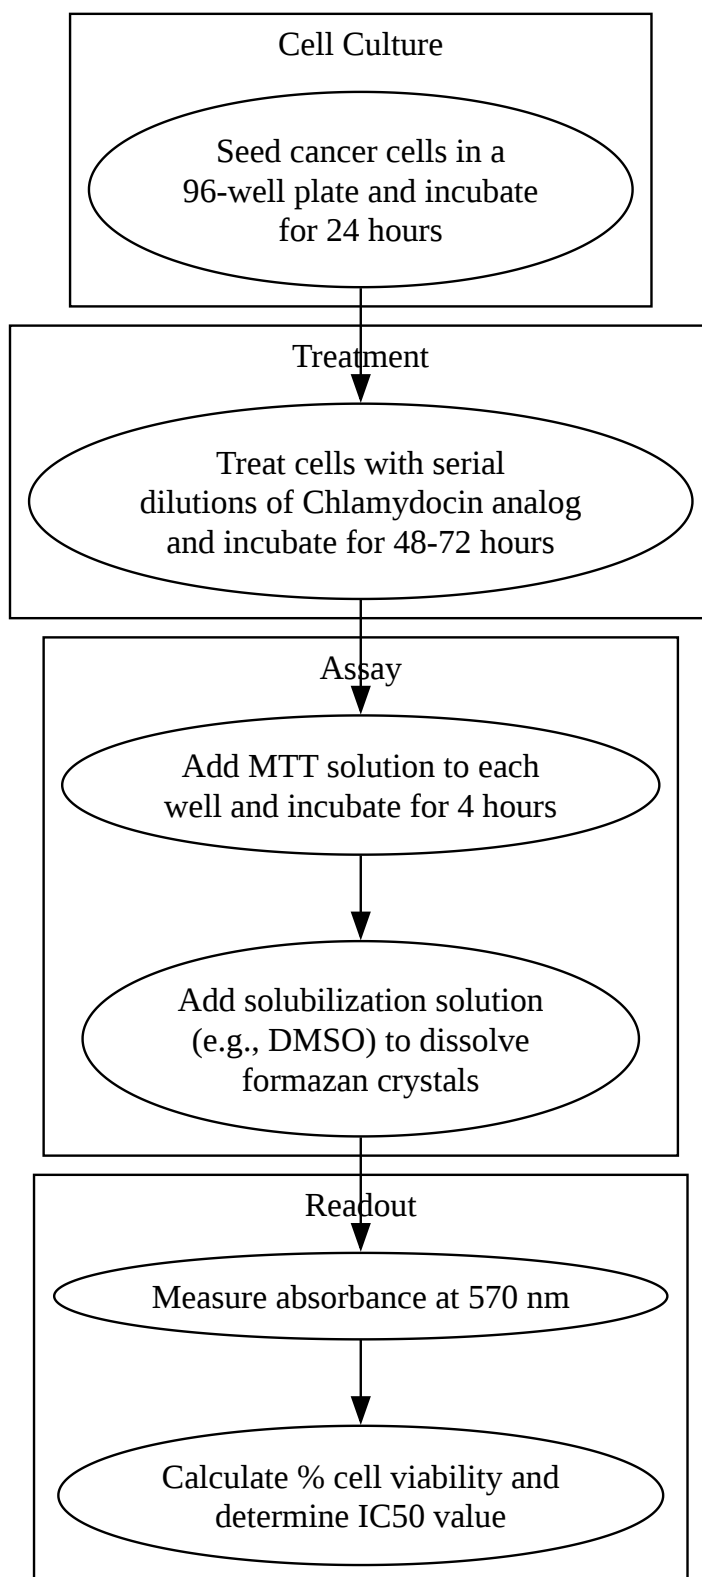 Cell Culture
Seed cancer cells in a
96-well plate and incubate
for 24 hours
Treatment
Treat cells with serial
dilutions of Chlamydocin analog
and incubate for 48-72 hours
Assay
Add MTT solution to each
well and incubate for 4 hours
Add solubilization solution
(e.g., DMSO) to dissolve
formazan crystals
Readout
Measure absorbance at 570 nm
Calculate % cell viability and
determine IC50 value